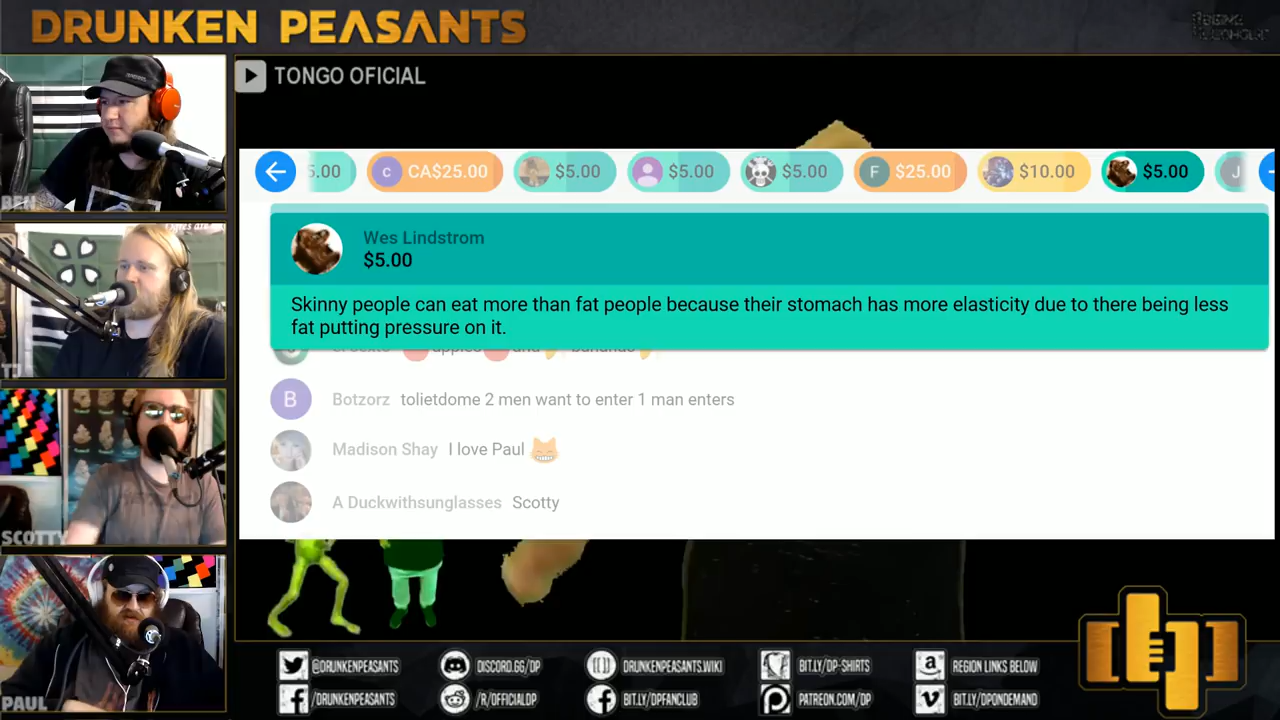 DRUNKEN PEASANTS
TONGO OFICIAL
5.00
C CA$25.00
$5.00
$5.00
$5.00
F $25.00
$10.00
$5.00
J
Wes Lindstrom
$5.00
Skinny people can eat more than fat people because their stomach has more elasticity due to there being less
fat putting pressure on it.
B Botzorz tolietdome 2 men want to enter 1 man enters
Madison Shay I love Paul
A Duckwithsunglasses Scotty
BEN
TJ
SCOTTY
PAUL
@DRUNKENPEASANTS
DISCORD.GG/DP
DRUNKENPEASANTS.WIKI
BIT.LY/DP-SHIRTS
REGION LINKS BELOW
/DRUNKENPEASANTS
/R/OFFICIALDP
BIT.LY/DPFANCLUB
PATREON.COM/DP
BIT.LY/DPONDEMAND